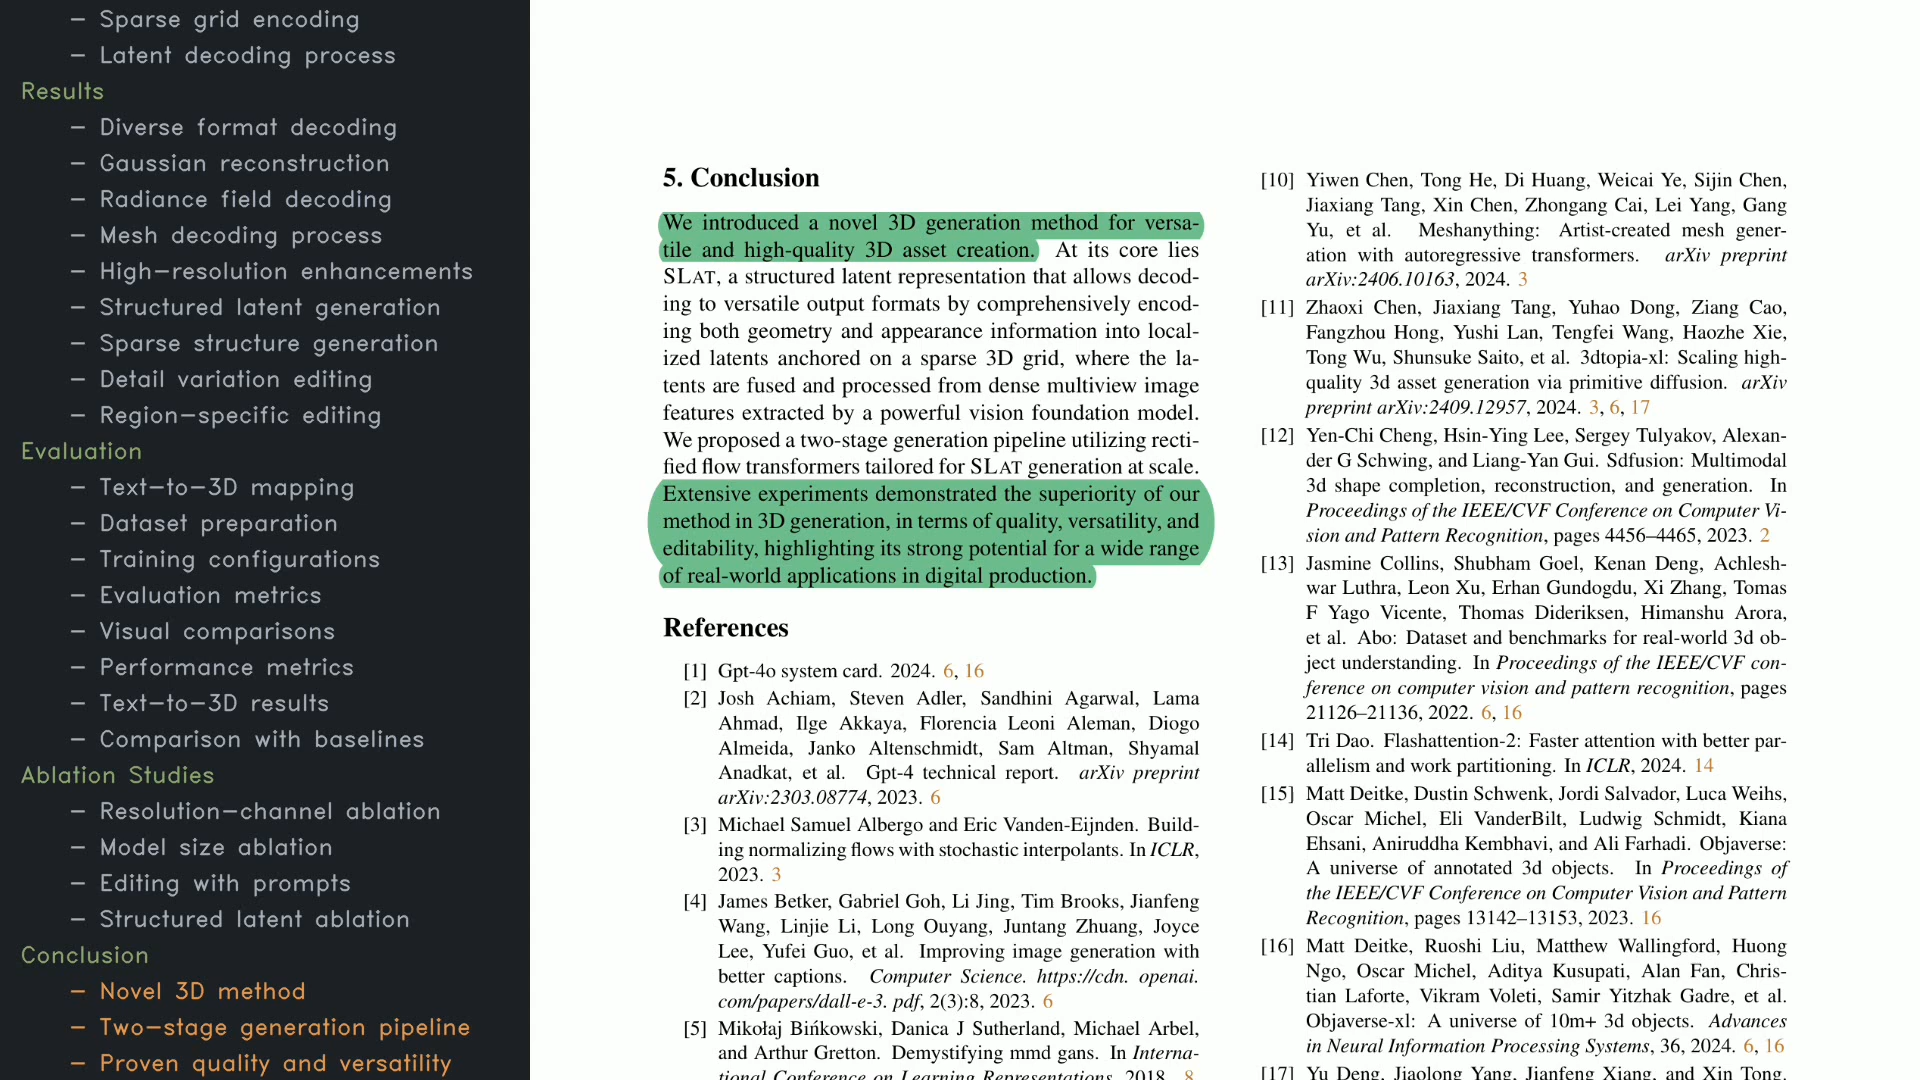 – Sparse grid encoding
– Latent decoding process
Results
– Diverse format decoding
– Gaussian reconstruction
– Radiance field decoding
– Mesh decoding process
– High–resolution enhancements
– Structured latent generation
– Sparse structure generation
– Detail variation editing
– Region–specific editing
Evaluation
– Text–to–3D mapping
– Dataset preparation
– Training configurations
– Evaluation metrics
– Visual comparisons
– Performance metrics
– Text–to–3D results
– Comparison with baselines
Ablation Studies
– Resolution–channel ablation
– Model size ablation
– Editing with prompts
– Structured latent ablation
Conclusion
– Novel 3D method
– Two–stage generation pipeline
– Proven quality and versatility
5. Conclusion
We introduced a novel 3D generation method for versa-
tile and high-quality 3D asset creation. At its core lies
SLAT, a structured latent representation that allows decod-
ing to versatile output formats by comprehensively encod-
ing both geometry and appearance information into local-
ized latents anchored on a sparse 3D grid, where the la-
tents are fused and processed from dense multiview image
features extracted by a powerful vision foundation model.
We proposed a two-stage generation pipeline utilizing recti-
fied flow transformers tailored for SLAT generation at scale.
Extensive experiments demonstrated the superiority of our
method in 3D generation, in terms of quality, versatility, and
editability, highlighting its strong potential for a wide range
of real-world applications in digital production.
References
[1] Gpt-4o system card. 2024. 6, 16
[2] Josh Achiam, Steven Adler, Sandhini Agarwal, Lama
Ahmad, Ilge Akkaya, Florencia Leoni Aleman, Diogo
Almeida, Janko Altenschmidt, Sam Altman, Shyamal
Anadkat, et al. Gpt-4 technical report. arXiv preprint
arXiv:2303.08774, 2023. 6
[3] Michael Samuel Albergo and Eric Vanden-Eijnden. Build-
ing normalizing flows with stochastic interpolants. In ICLR,
2023. 3
[4] James Betker, Gabriel Goh, Li Jing, Tim Brooks, Jianfeng
Wang, Linjie Li, Long Ouyang, Juntang Zhuang, Joyce
Lee, Yufei Guo, et al. Improving image generation with
better captions. Computer Science. https://cdn. openai.
com/papers/dall-e-3. pdf, 2(3):8, 2023. 6
[5] Mikołaj Bińkowski, Danica J Sutherland, Michael Arbel,
and Arthur Gretton. Demystifying mmd gans. In Interna-
tional Conference on Learning Representations, 2018. 8
[10] Yiwen Chen, Tong He, Di Huang, Weicai Ye, Sijin Chen,
Jiaxiang Tang, Xin Chen, Zhongang Cai, Lei Yang, Gang
Yu, et al. Meshanything: Artist-created mesh gener-
ation with autoregressive transformers. arXiv preprint
arXiv:2406.10163, 2024. 3
[11] Zhaoxi Chen, Jiaxiang Tang, Yuhao Dong, Ziang Cao,
Fangzhou Hong, Yushi Lan, Tengfei Wang, Haozhe Xie,
Tong Wu, Shunsuke Saito, et al. 3dtopia-xl: Scaling high-
quality 3d asset generation via primitive diffusion. arXiv
preprint arXiv:2409.12957, 2024. 3, 6, 17
[12] Yen-Chi Cheng, Hsin-Ying Lee, Sergey Tulyakov, Alexan-
der G Schwing, and Liang-Yan Gui. Sdfusion: Multimodal
3d shape completion, reconstruction, and generation. In
Proceedings of the IEEE/CVF Conference on Computer Vi-
sion and Pattern Recognition, pages 4456–4465, 2023. 2
[13] Jasmine Collins, Shubham Goel, Kenan Deng, Achlesh-
war Luthra, Leon Xu, Erhan Gundogdu, Xi Zhang, Tomas
F Yago Vicente, Thomas Dideriksen, Himanshu Arora,
et al. Abo: Dataset and benchmarks for real-world 3d ob-
ject understanding. In Proceedings of the IEEE/CVF con-
ference on computer vision and pattern recognition, pages
21126–21136, 2022. 6, 16
[14] Tri Dao. Flashattention-2: Faster attention with better par-
allelism and work partitioning. In ICLR, 2024. 14
[15] Matt Deitke, Dustin Schwenk, Jordi Salvador, Luca Weihs,
Oscar Michel, Eli VanderBilt, Ludwig Schmidt, Kiana
Ehsani, Aniruddha Kembhavi, and Ali Farhadi. Objaverse:
A universe of annotated 3d objects. In Proceedings of
the IEEE/CVF Conference on Computer Vision and Pattern
Recognition, pages 13142–13153, 2023. 16
[16] Matt Deitke, Ruoshi Liu, Matthew Wallingford, Huong
Ngo, Oscar Michel, Aditya Kusupati, Alan Fan, Chris-
tian Laforte, Vikram Voleti, Samir Yitzhak Gadre, et al.
Objaverse-xl: A universe of 10m+ 3d objects. Advances
in Neural Information Processing Systems, 36, 2024. 6, 16
[17] Yu Deng, Jiaolong Yang, Jianfeng Xiang, and Xin Tong.